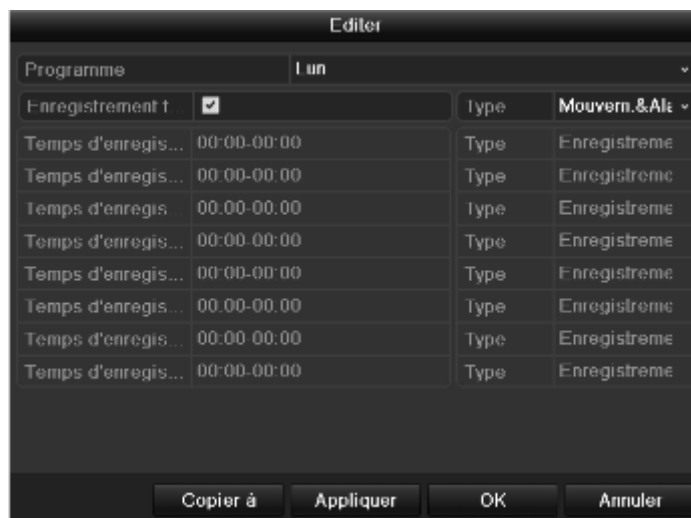 Editer
Programme Lun
Enregistrement t... Type Mouvem.&Ala
Temps d'enregis... 00:00-00:00 Type Enregistreme
Temps d'enregis... 00:00-00:00 Type Enregistreme
Temps d'enregis... 00:00-00:00 Type Enregistreme
Temps d'enregis... 00:00-00:00 Type Enregistreme
Temps d'enregis... 00:00-00:00 Type Enregistreme
Temps d'enregis... 00:00-00:00 Type Enregistreme
Temps d'enregis... 00:00-00:00 Type Enregistreme
Temps d'enregis... 00:00-00:00 Type Enregistreme
Copier à Appliquer OK Annuler